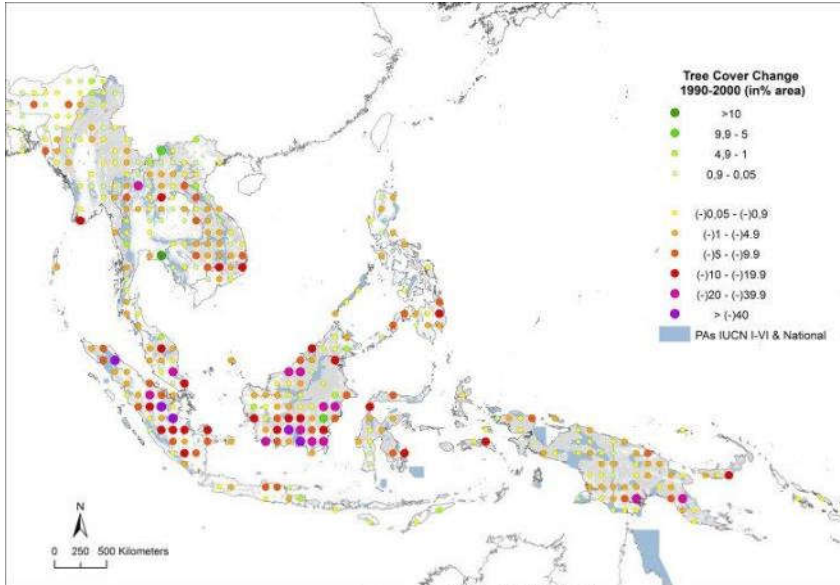 Tree Cover Change
1990-2000 (in% area)
>10
9,9 - 5
4,9 - 1
0,9 - 0,05
(-)0,05 - (-)0,9
(-)1 - (-)4.9
(-)5 - (-)9.9
(-)10 - (-)19.9
(-)20 - (-)39.9
> (-)40
PAs IUCN I-VI & National
N
0 250 500 Kilometers